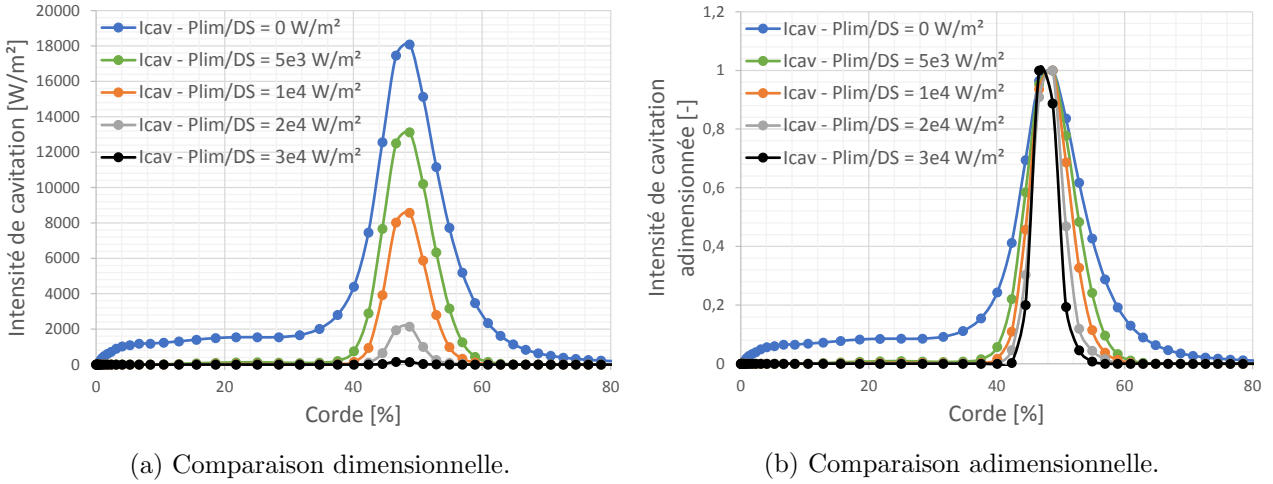 Intensité de cavitation [W/m²]
20000
18000
16000
14000
12000
10000
8000
6000
4000
2000
0
Icav - Plim/DS = 0 W/m²
Icav - Plim/DS = 5e3 W/m²
Icav - Plim/DS = 1e4 W/m²
Icav - Plim/DS = 2e4 W/m²
Icav - Plim/DS = 3e4 W/m²
0 20 40 60 80
Corde [%]
(a) Comparaison dimensionnelle.
Intensité de cavitation
adimensionnée [-]
1,2
1
0,8
0,6
0,4
0,2
0
Icav - Plim/DS = 0 W/m²
Icav - Plim/DS = 5e3 W/m²
Icav - Plim/DS = 1e4 W/m²
Icav - Plim/DS = 2e4 W/m²
Icav - Plim/DS = 3e4 W/m²
0 20 40 60 80
Corde [%]
(b) Comparaison adimensionnelle.